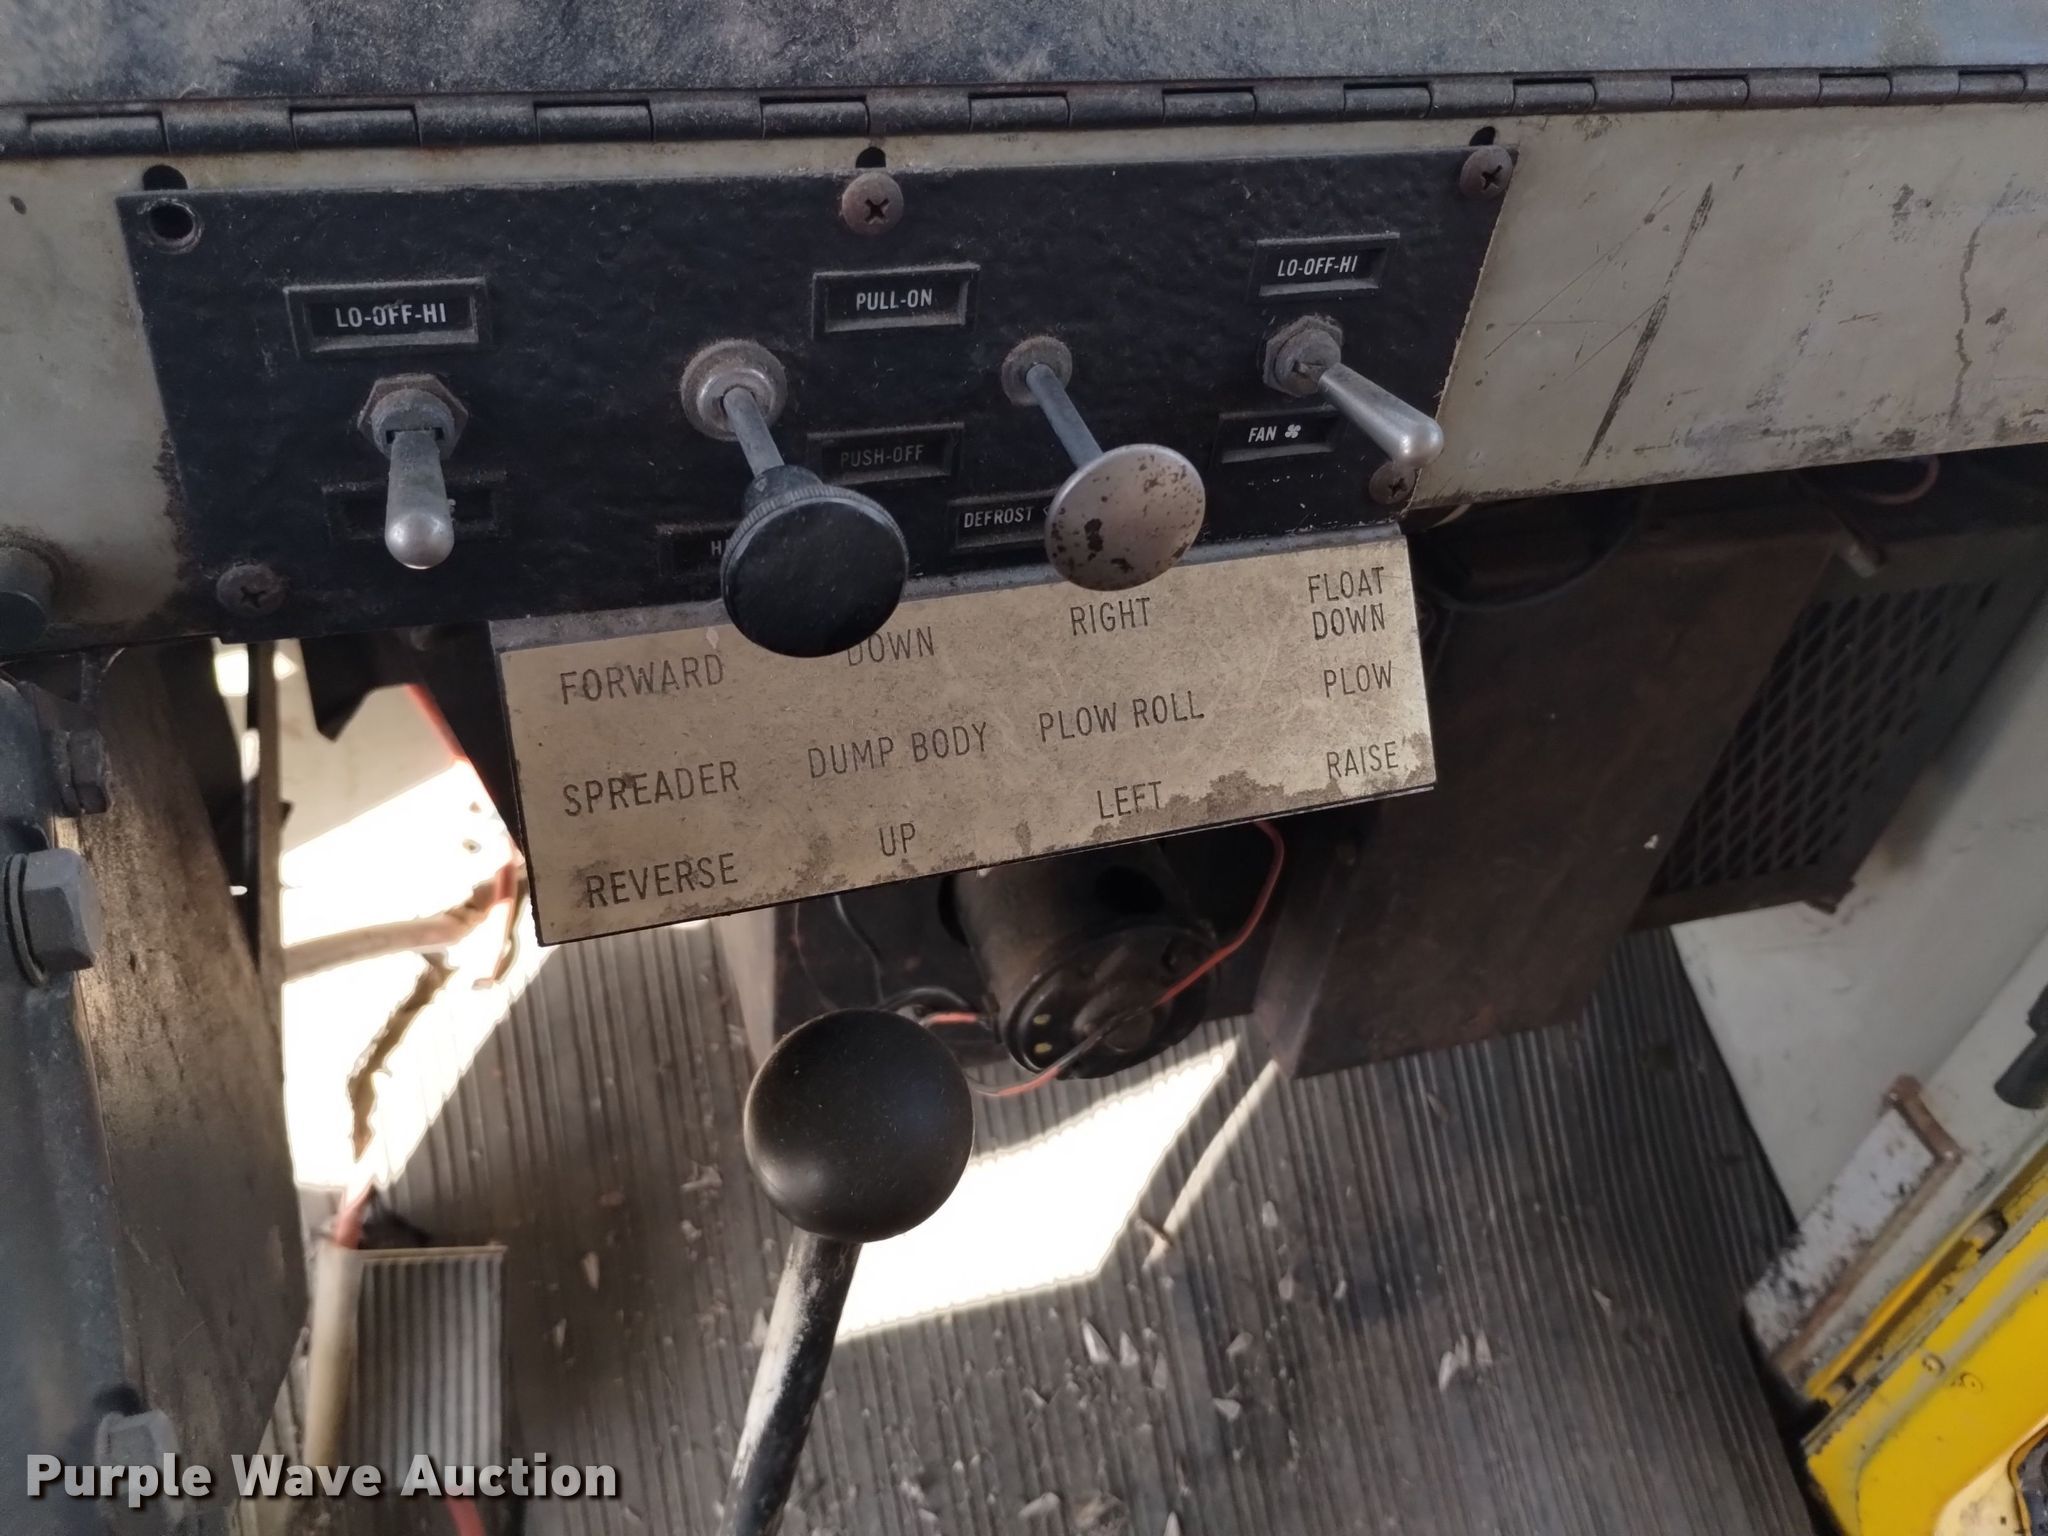 LO-OFF-HI
PULL-ON
LO-OFF-HI
PUSH-OFF
FAN
DEFROST
FORWARD DOWN RIGHT FLOAT DOWN
SPREADER DUMP BODY PLOW ROLL PLOW
REVERSE UP LEFT RAISE
Purple Wave Auction